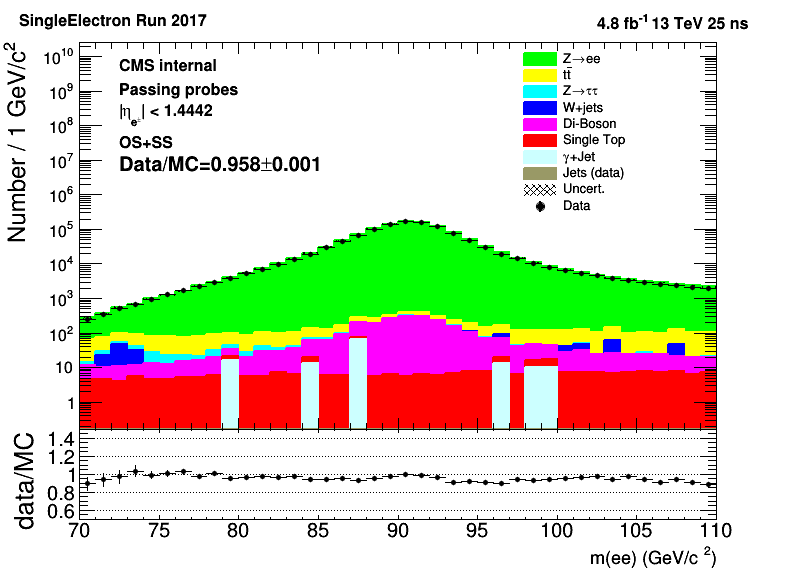 SingleElectron Run 2017
4.8 fb⁻¹ 13 TeV 25 ns
Number / 1 GeV/c²
10¹⁰
10⁹
10⁸
10⁷
10⁶
10⁵
10⁴
10³
10²
10
1
CMS internal
Passing probes
|η e±| < 1.4442
OS+SS
Data/MC=0.958±0.001
Z→ee
tt̄
Z→ττ
W+jets
Di-Boson
Single Top
γ+Jet
Jets (data)
Uncert.
Data
data/MC
1.4
1.2
1
0.8
0.6
70 75 80 85 90 95 100 105 110
m(ee) (GeV/c ²)